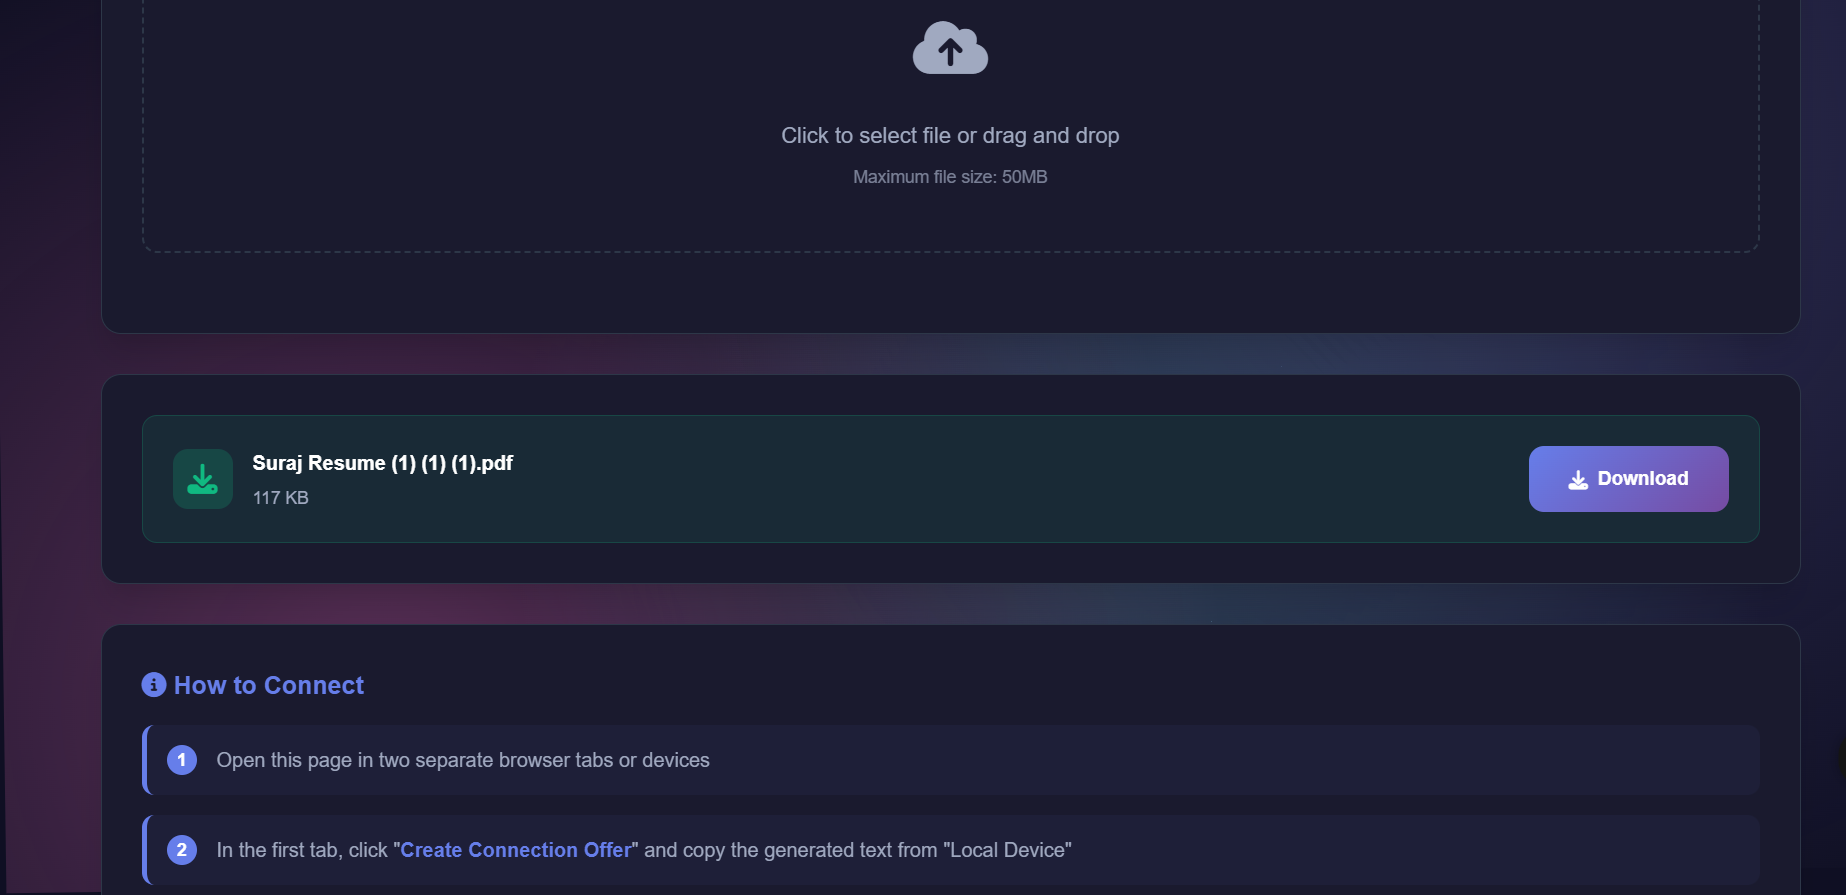 Click to select file or drag and drop
Maximum file size: 50MB
Suraj Resume (1) (1) (1).pdf
117 KB
Download
How to Connect
1 Open this page in two separate browser tabs or devices
2 In the first tab, click "Create Connection Offer" and copy the generated text from "Local Device"